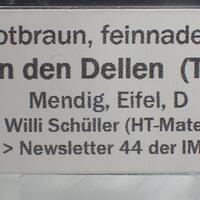 otbraun, feinnade
n den Dellen (T
Mendig, Eifel, D
Willi Schüller (HT-Mate
> Newsletter 44 der IM